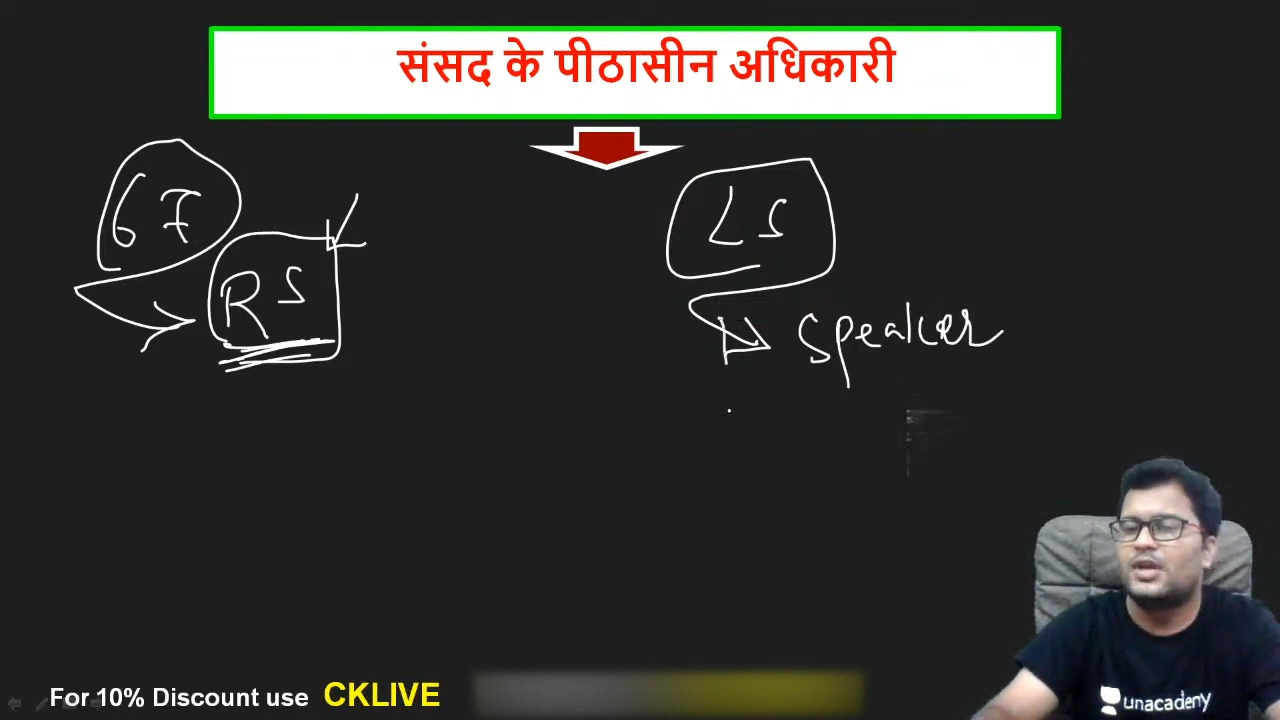 संसद के पीठासीन अधिकारी
67
RS
LS
Speaker
For 10% Discount use CKLIVE
unacademy